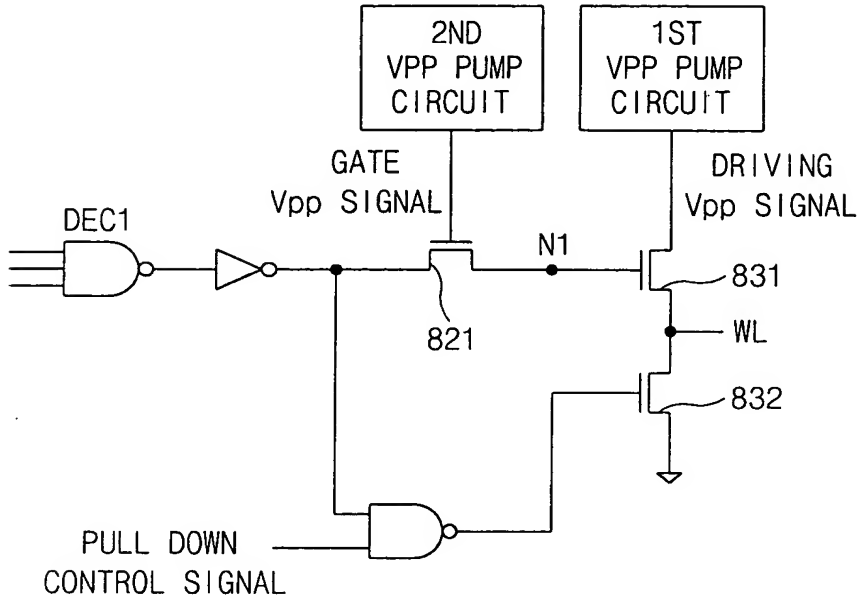 2ND
VPP PUMP
CIRCUIT
1ST
VPP PUMP
CIRCUIT
GATE
Vpp SIGNAL
DRIVING
Vpp SIGNAL
DEC1
N1
821
831
WL
832
PULL DOWN
CONTROL SIGNAL